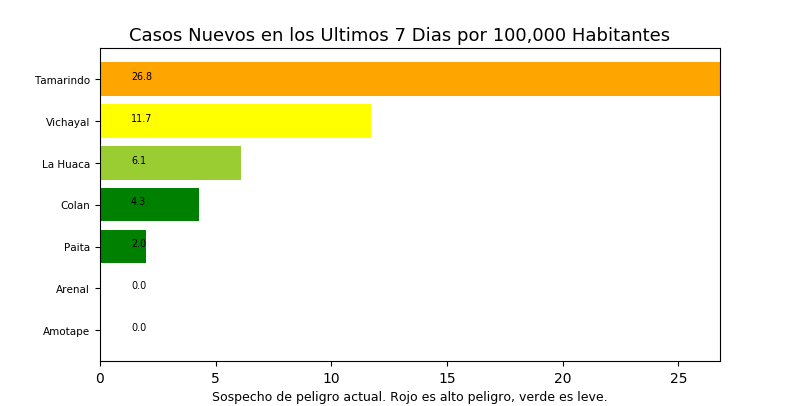 Casos Nuevos en los Ultimos 7 Dias por 100,000 Habitantes
Tamarindo 26.8
Vichayal 11.7
La Huaca 6.1
Colan 4.3
Paita 2.0
Arenal 0.0
Amotape 0.0
0 5 10 15 20 25
Sospecho de peligro actual. Rojo es alto peligro, verde es leve.